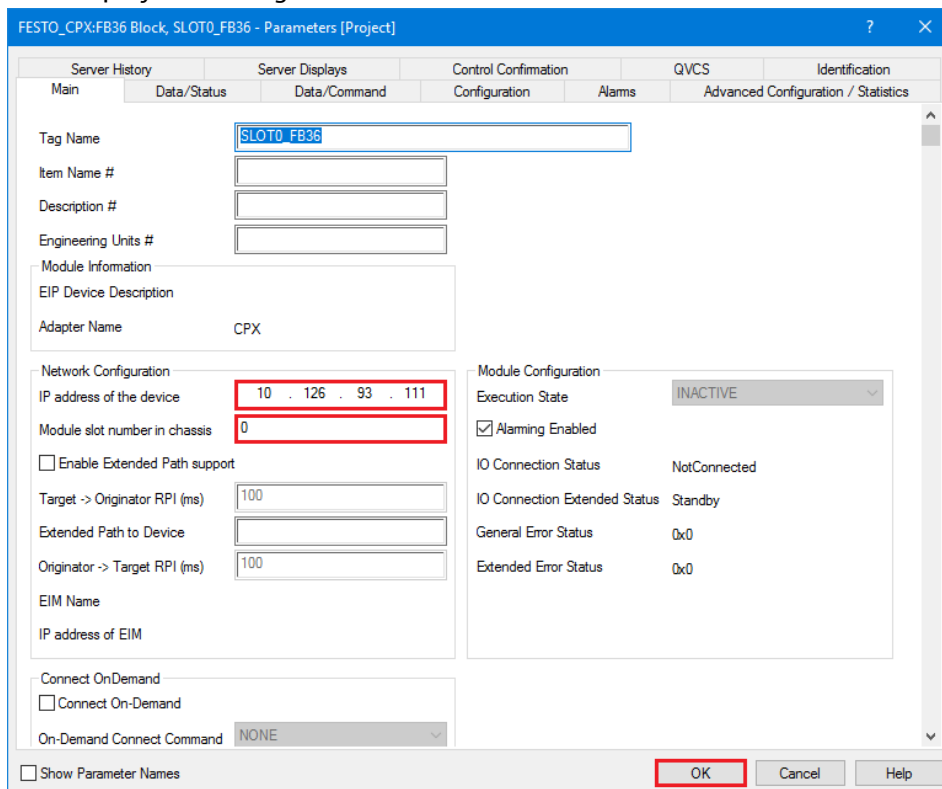 FESTO_CPX:FB36 Block, SLOT0_FB36 - Parameters [Project]
Server History Server Displays Control Confirmation QVCS Identification
Main Data/Status Data/Command Configuration Alarms Advanced Configuration / Statistics
Tag Name SLOT0_FB36
Item Name #
Description #
Engineering Units #
Module Information
EIP Device Description
Adapter Name CPX
Network Configuration
IP address of the device 10 . 126 . 93 . 111
Module slot number in chassis 0
Enable Extended Path support
Target -> Originator RPI (ms) 100
Extended Path to Device
Originator -> Target RPI (ms) 100
EIM Name
IP address of EIM
Module Configuration
Execution State INACTIVE
Alarming Enabled
IO Connection Status NotConnected
IO Connection Extended Status Standby
General Error Status 0x0
Extended Error Status 0x0
Connect OnDemand
Connect On-Demand
On-Demand Connect Command NONE
Show Parameter Names
OK Cancel Help